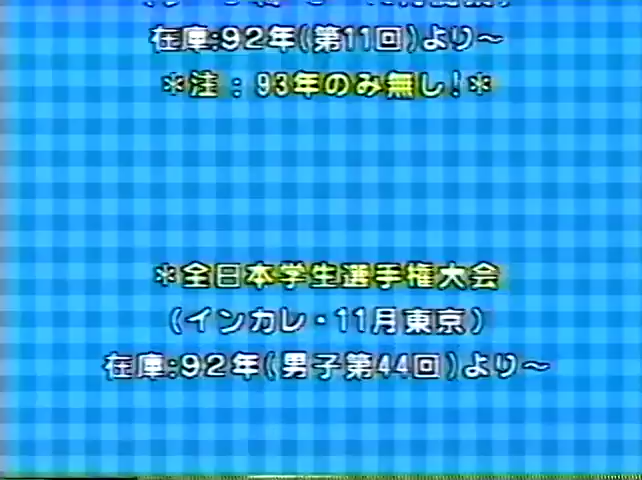 在庫:92年(第11回)より〜
*注:93年のみ無し!*
*全日本学生選手権大会
(インカレ・11月東京)
在庫:92年(男子第44回)より〜